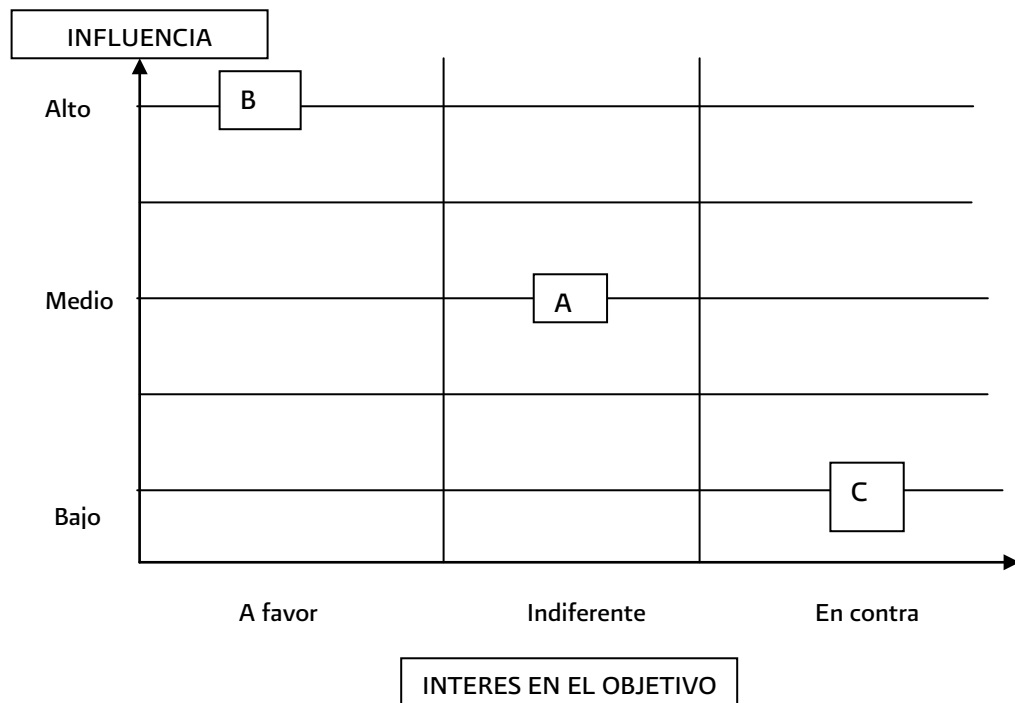 INFLUENCIA
Alto
B
Medio
A
Bajo
C
A favor
Indiferente
En contra
INTERES EN EL OBJETIVO